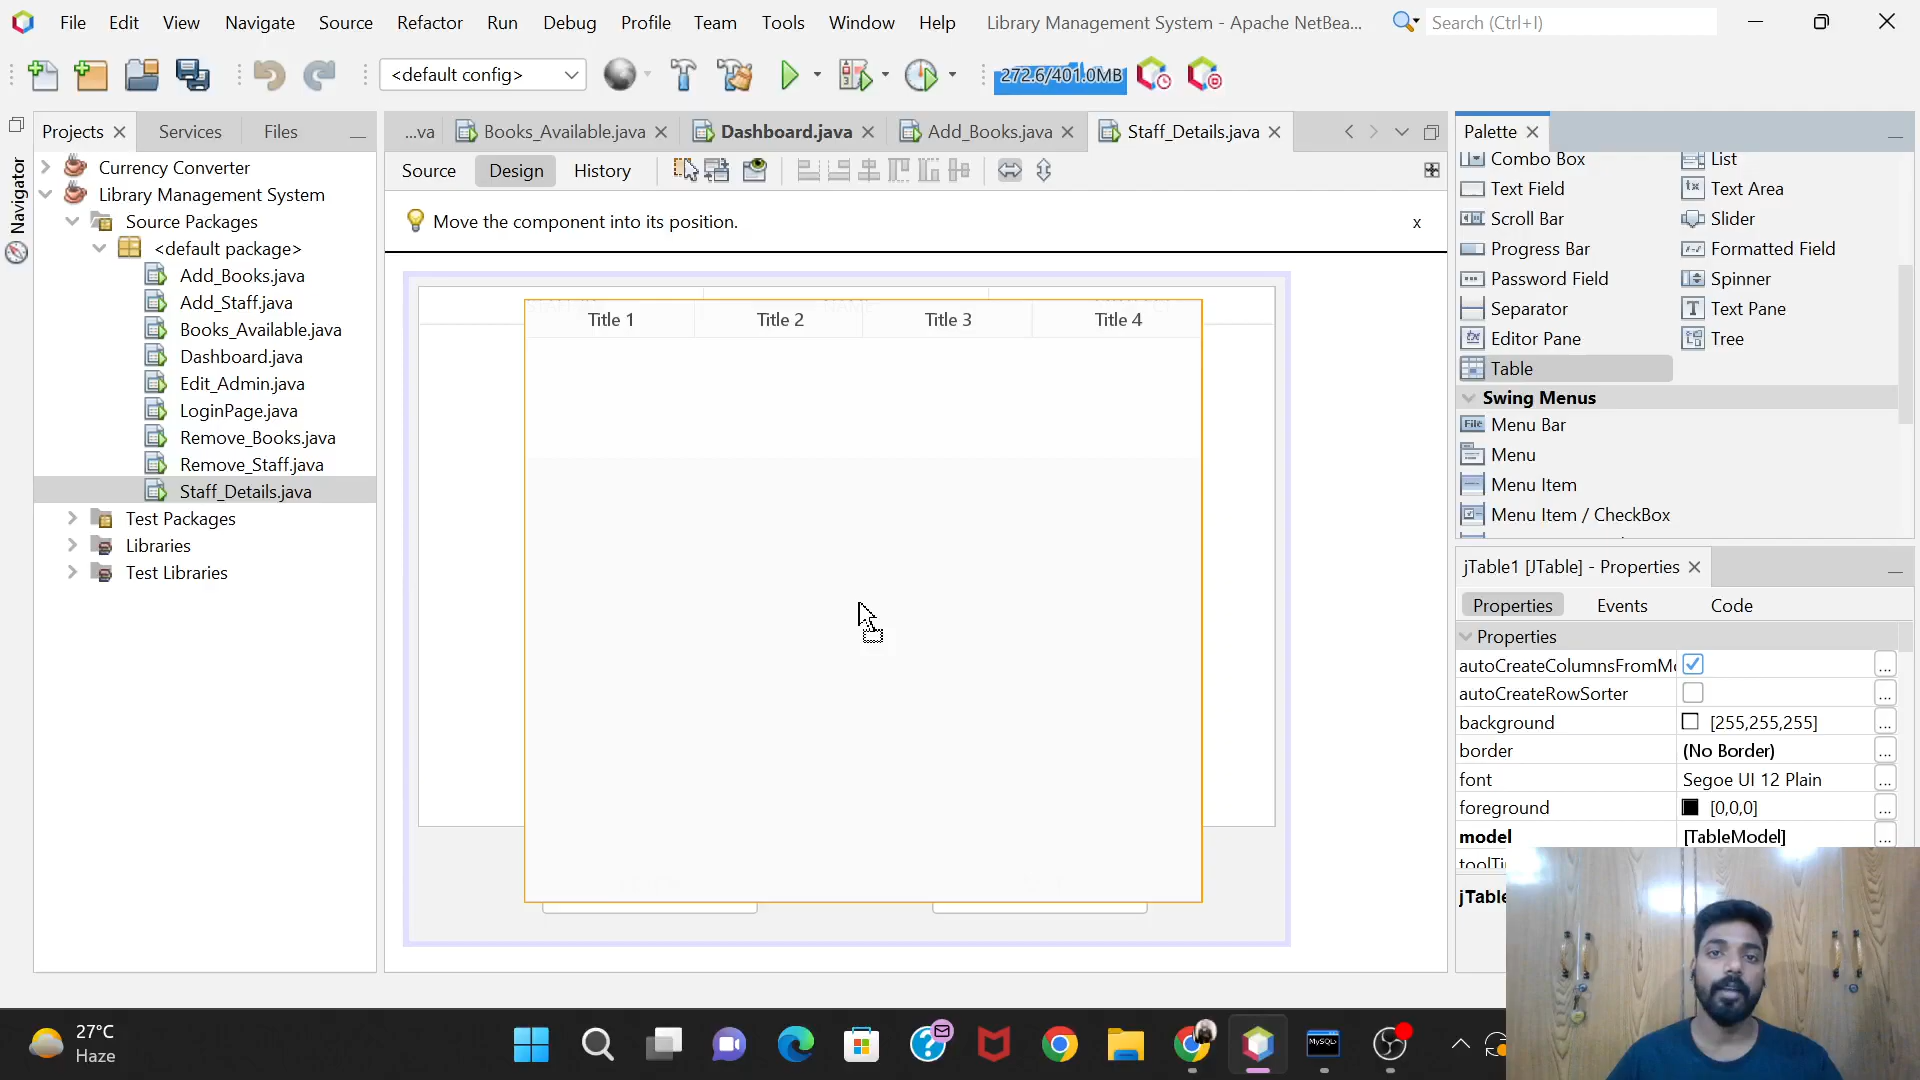 File Edit View Navigate Source Refactor Run Debug Profile Team Tools Window Help Library Management System - Apache NetBea... Search (Ctrl+I)
<default config> 272.6/401.0MB
Projects Services Files
...va Books_Available.java Dashboard.java Add_Books.java Staff_Details.java
Palette
Navigator
Currency Converter
Library Management System
Source Packages
<default package>
Add_Books.java
Add_Staff.java
Books_Available.java
Dashboard.java
Edit_Admin.java
LoginPage.java
Remove_Books.java
Remove_Staff.java
Staff_Details.java
Test Packages
Libraries
Test Libraries
Source Design History
Move the component into its position. x
Title 1 Title 2 Title 3 Title 4
Combo Box List
Text Field Text Area
Scroll Bar Slider
Progress Bar Formatted Field
Password Field Spinner
Separator Text Pane
Editor Pane Tree
Table
Swing Menus
Menu Bar
Menu
Menu Item
Menu Item / CheckBox
jTable1 [JTable] - Properties
Properties Events Code
Properties
autoCreateColumnsFromM
autoCreateRowSorter
background [255,255,255]
border (No Border)
font Segoe UI 12 Plain
foreground [0,0,0]
model [TableModel]
jTable
27°C
Haze